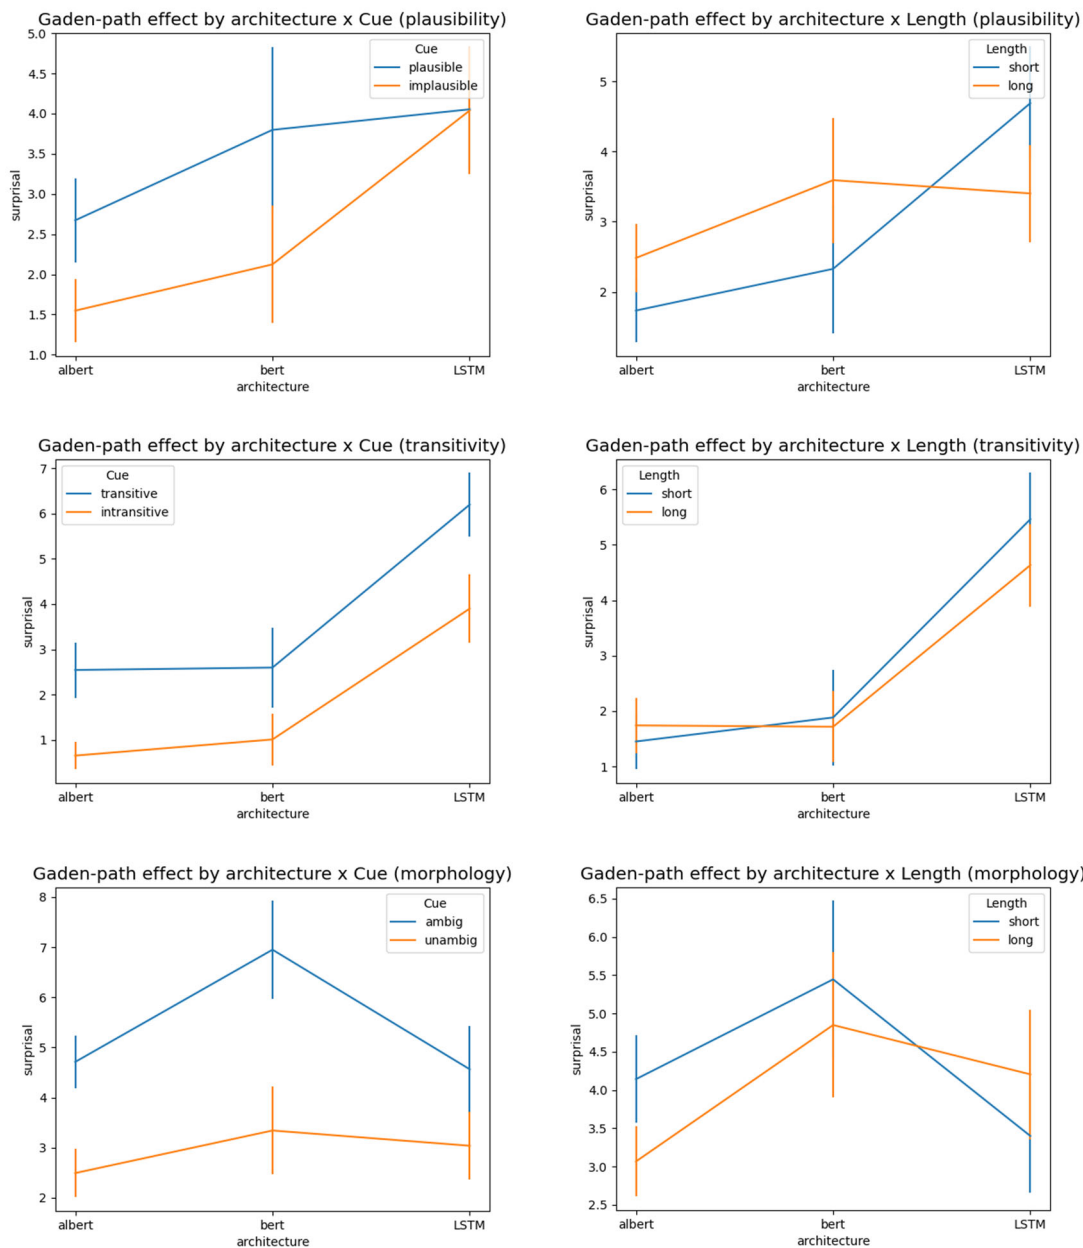 Gaden-path effect by architecture x Cue (plausibility)
5.0
4.5
4.0
3.5
3.0
2.5
2.0
1.5
1.0
surprisal
Cue
plausible
implausible
albert
bert
LSTM
architecture
Gaden-path effect by architecture x Length (plausibility)
5
4
3
2
surprisal
Length
short
long
albert
bert
LSTM
architecture
Gaden-path effect by architecture x Cue (transitivity)
7
6
5
4
3
2
1
surprisal
Cue
transitive
intransitive
albert
bert
LSTM
architecture
Gaden-path effect by architecture x Length (transitivity)
6
5
4
3
2
1
surprisal
Length
short
long
albert
bert
LSTM
architecture
Gaden-path effect by architecture x Cue (morphology)
8
7
6
5
4
3
2
surprisal
Cue
ambig
unambig
albert
bert
LSTM
architecture
Gaden-path effect by architecture x Length (morphology)
6.5
6.0
5.5
5.0
4.5
4.0
3.5
3.0
2.5
surprisal
Length
short
long
albert
bert
LSTM
architecture